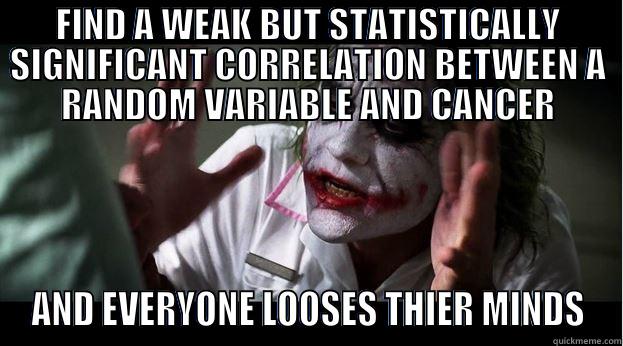 FIND A WEAK BUT STATISTICALLY
SIGNIFICANT CORRELATION BETWEEN A
RANDOM VARIABLE AND CANCER
AND EVERYONE LOOSES THIER MINDS
quickmeme.com